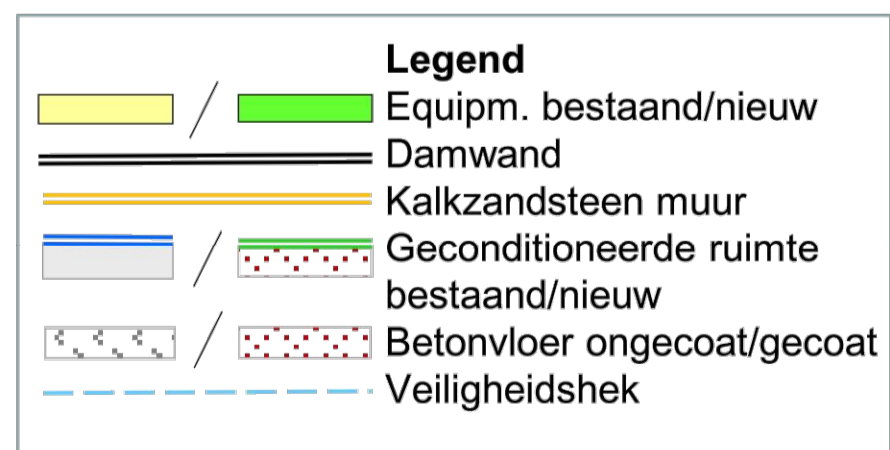 Legend
/ Equipm. bestaand/nieuw
Damwand
Kalkzandsteen muur
/ Geconditioneerde ruimte
bestaand/nieuw
/ Betonvloer ongecoat/gecoat
Veiligheidshek